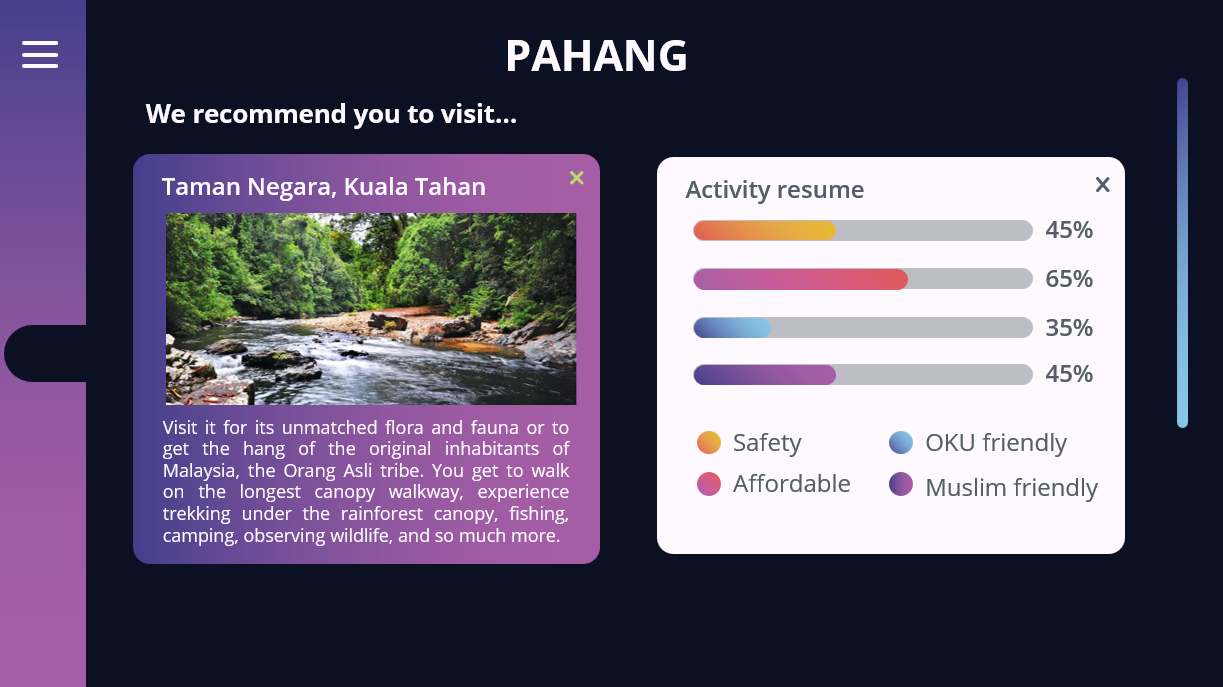 PAHANG
We recommend you to visit...
Taman Negara, Kuala Tahan
Visit it for its unmatched flora and fauna or to
get the hang of the original inhabitants of
Malaysia, the Orang Asli tribe. You get to walk
on the longest canopy walkway, experience
trekking under the rainforest canopy, fishing,
camping, observing wildlife, and so much more.
Activity resume
45%
65%
35%
45%
Safety
OKU friendly
Affordable
Muslim friendly